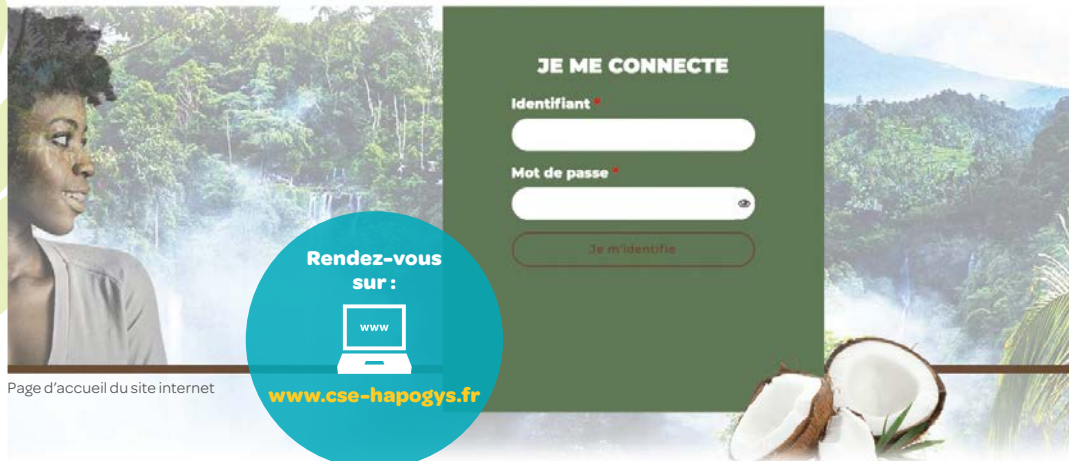 JE ME CONNECTE
Identifiant *
Mot de passe *
Je m'identifie
Rendez-vous
sur :
www
www.cse-hapogys.fr
Page d'accueil du site internet